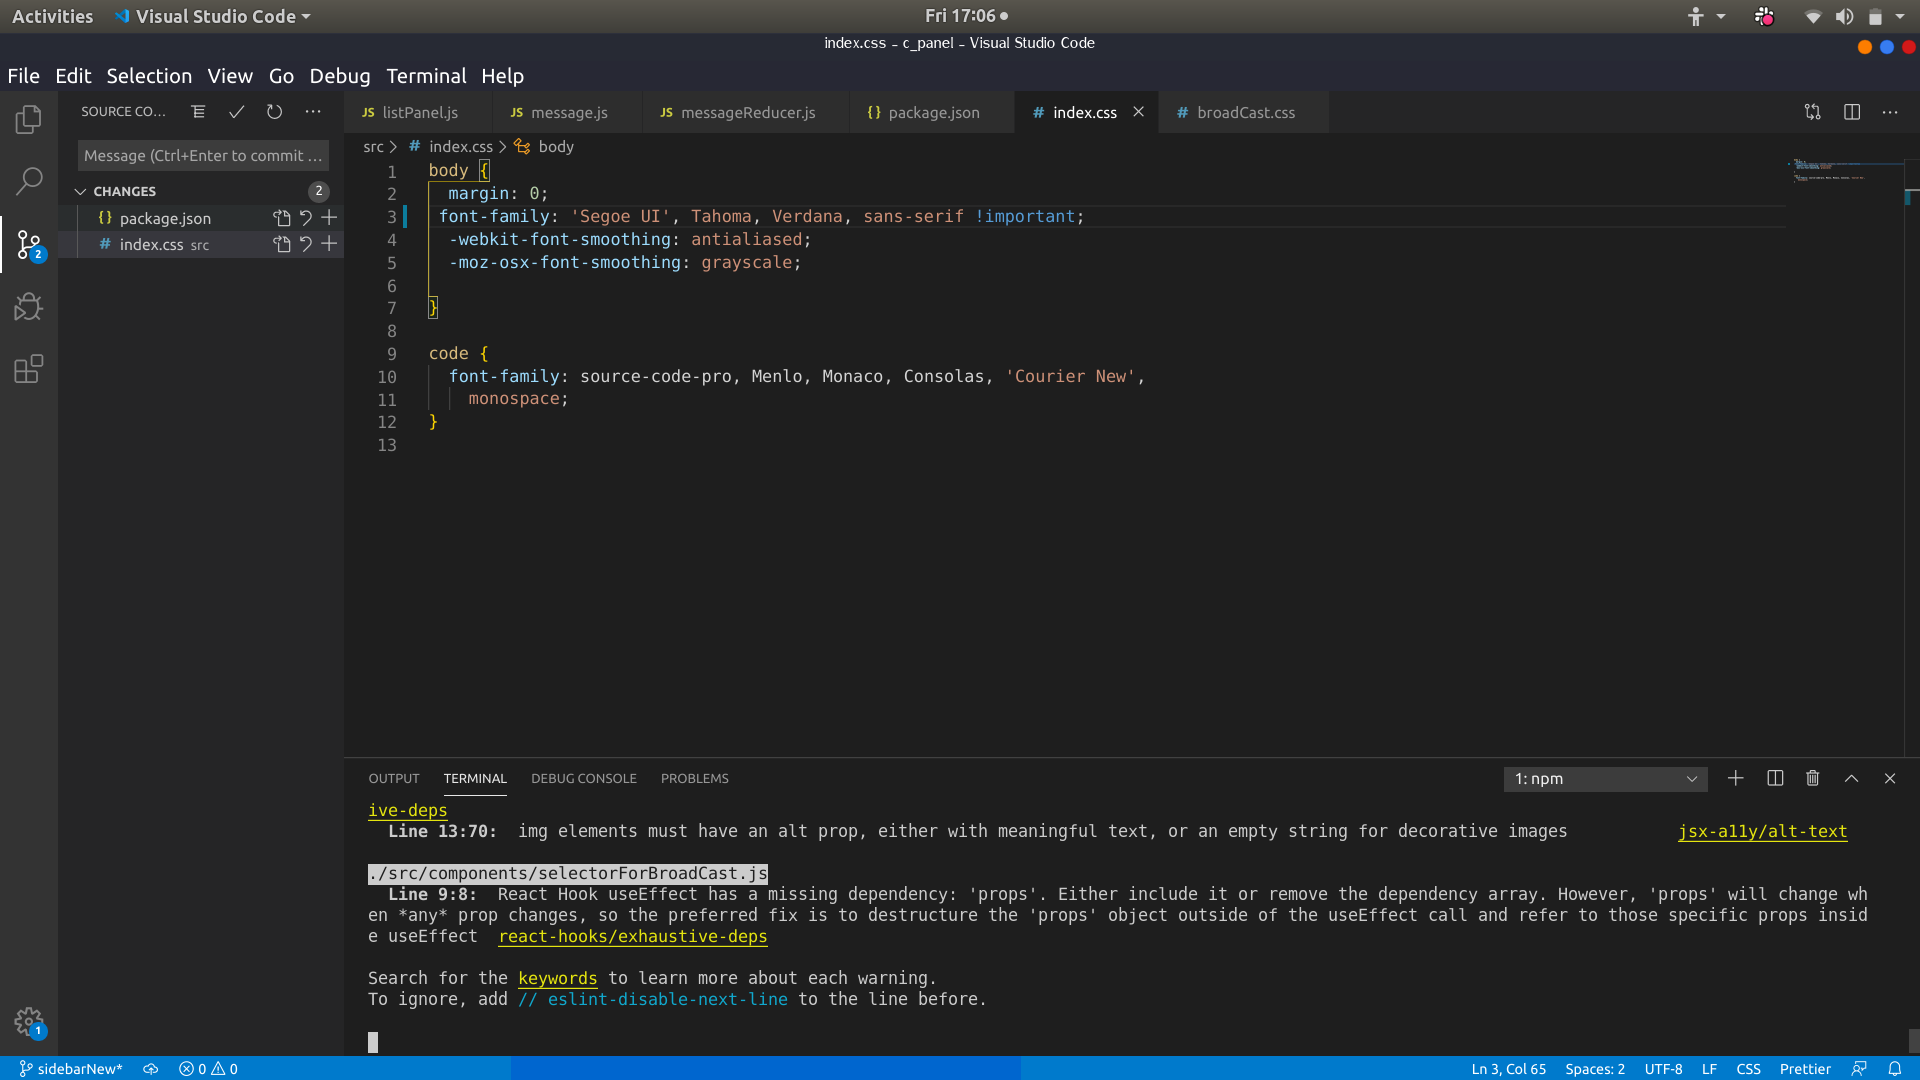 Activities Visual Studio Code Fri 17:06
index.css - c_panel - Visual Studio Code
File Edit Selection View Go Debug Terminal Help
SOURCE CO...
Message (Ctrl+Enter to commit ...
CHANGES 2
package.json
index.css src
2
1
JS listPanel.js JS message.js JS messageReducer.js {} package.json # index.css # broadCast.css
src > # index.css > body
1 body {
2 margin: 0;
3 font-family: 'Segoe UI', Tahoma, Verdana, sans-serif !important;
4 -webkit-font-smoothing: antialiased;
5 -moz-osx-font-smoothing: grayscale;
6
7 }
8
9 code {
10 font-family: source-code-pro, Menlo, Monaco, Consolas, 'Courier New',
11 monospace;
12 }
13
OUTPUT TERMINAL DEBUG CONSOLE PROBLEMS 1: npm
ive-deps
Line 13:70: img elements must have an alt prop, either with meaningful text, or an empty string for decorative images jsx-a11y/alt-text
./src/components/selectorForBroadCast.js
Line 9:8: React Hook useEffect has a missing dependency: 'props'. Either include it or remove the dependency array. However, 'props' will change wh
en *any* prop changes, so the preferred fix is to destructure the 'props' object outside of the useEffect call and refer to those specific props insid
e useEffect react-hooks/exhaustive-deps
Search for the keywords to learn more about each warning.
To ignore, add // eslint-disable-next-line to the line before.
sidebarNew* 0 0 Ln 3, Col 65 Spaces: 2 UTF-8 LF CSS Prettier